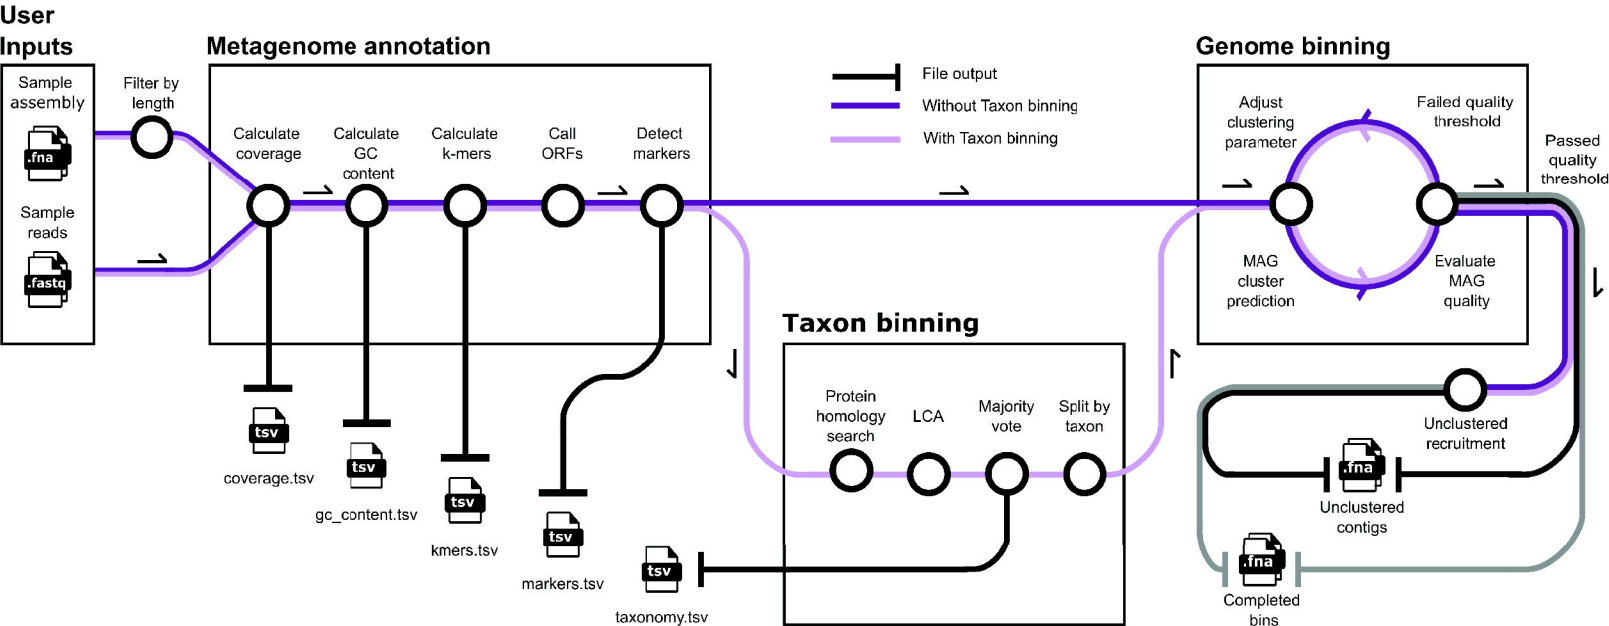 User
Inputs
Sample
assembly
.fna
Sample
reads
.fastq
Filter by
length
Metagenome annotation
Calculate
coverage
Calculate
GC
content
Calculate
k-mers
Call
ORFs
Detect
markers
tsv
coverage.tsv
tsv
gc_content.tsv
tsv
kmers.tsv
tsv
markers.tsv
tsv
taxonomy.tsv
File output
Without Taxon binning
With Taxon binning
Taxon binning
Protein
homology
search
LCA
Majority
vote
Split by
taxon
Genome binning
Adjust
clustering
parameter
Failed quality
threshold
MAG
cluster
prediction
Evaluate
MAG
quality
Passed
quality
threshold
Unclustered
recruitment
.fna
Unclustered
contigs
.fna
Completed
bins